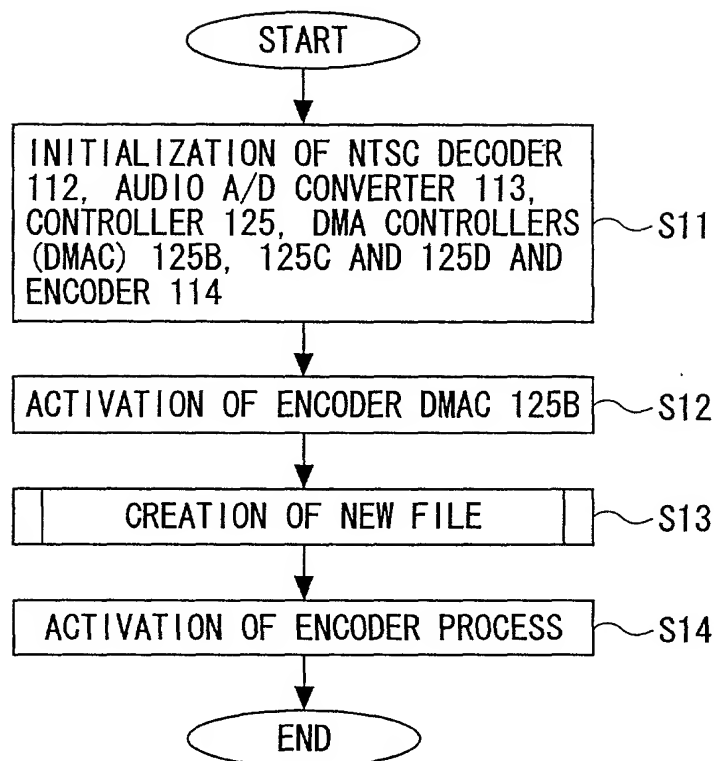 START
INITIALIZATION OF NTSC DECODER
112, AUDIO A/D CONVERTER 113,
CONTROLLER 125, DMA CONTROLLERS
(DMAC) 125B, 125C AND 125D AND
ENCODER 114
S11
ACTIVATION OF ENCODER DMAC 125B
S12
CREATION OF NEW FILE
S13
ACTIVATION OF ENCODER PROCESS
S14
END